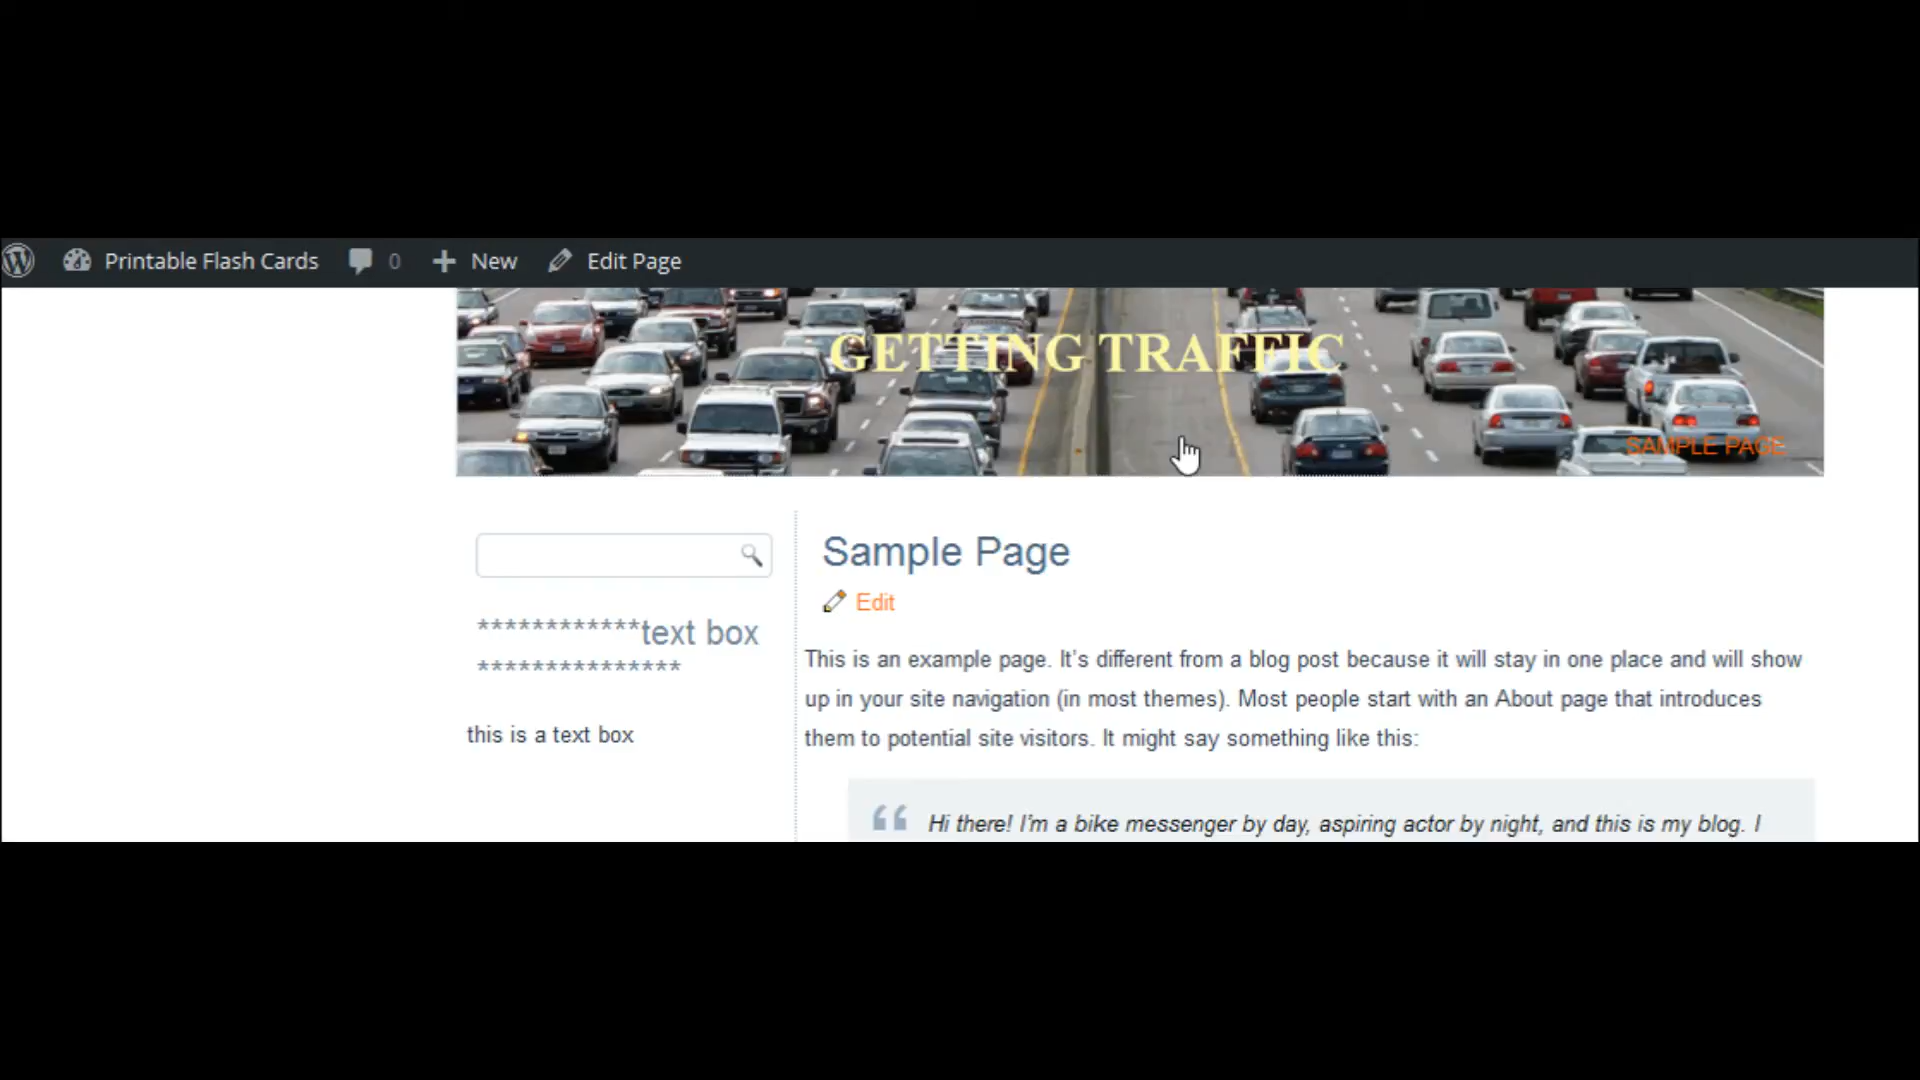 Printable Flash Cards 0 New Edit Page
GETTING TRAFFIC
SAMPLE PAGE
************text box
***************
this is a text box
Sample Page
Edit
This is an example page. It's different from a blog post because it will stay in one place and will show
up in your site navigation (in most themes). Most people start with an About page that introduces
them to potential site visitors. It might say something like this:
“ Hi there! I'm a bike messenger by day, aspiring actor by night, and this is my blog. I